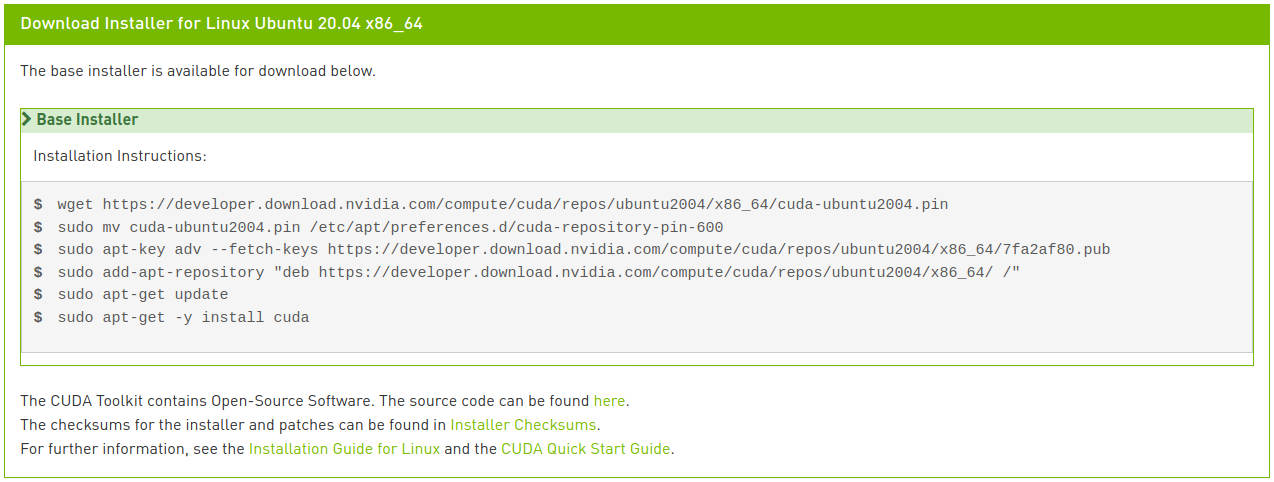 Download Installer for Linux Ubuntu 20.04 x86_64
The base installer is available for download below.
Base Installer
Installation Instructions:
$ wget https://developer.download.nvidia.com/compute/cuda/repos/ubuntu2004/x86_64/cuda-ubuntu2004.pin
$ sudo mv cuda-ubuntu2004.pin /etc/apt/preferences.d/cuda-repository-pin-600
$ sudo apt-key adv --fetch-keys https://developer.download.nvidia.com/compute/cuda/repos/ubuntu2004/x86_64/7fa2af80.pub
$ sudo add-apt-repository "deb https://developer.download.nvidia.com/compute/cuda/repos/ubuntu2004/x86_64/ /"
$ sudo apt-get update
$ sudo apt-get -y install cuda
The CUDA Toolkit contains Open-Source Software. The source code can be found here.
The checksums for the installer and patches can be found in Installer Checksums.
For further information, see the Installation Guide for Linux and the CUDA Quick Start Guide.